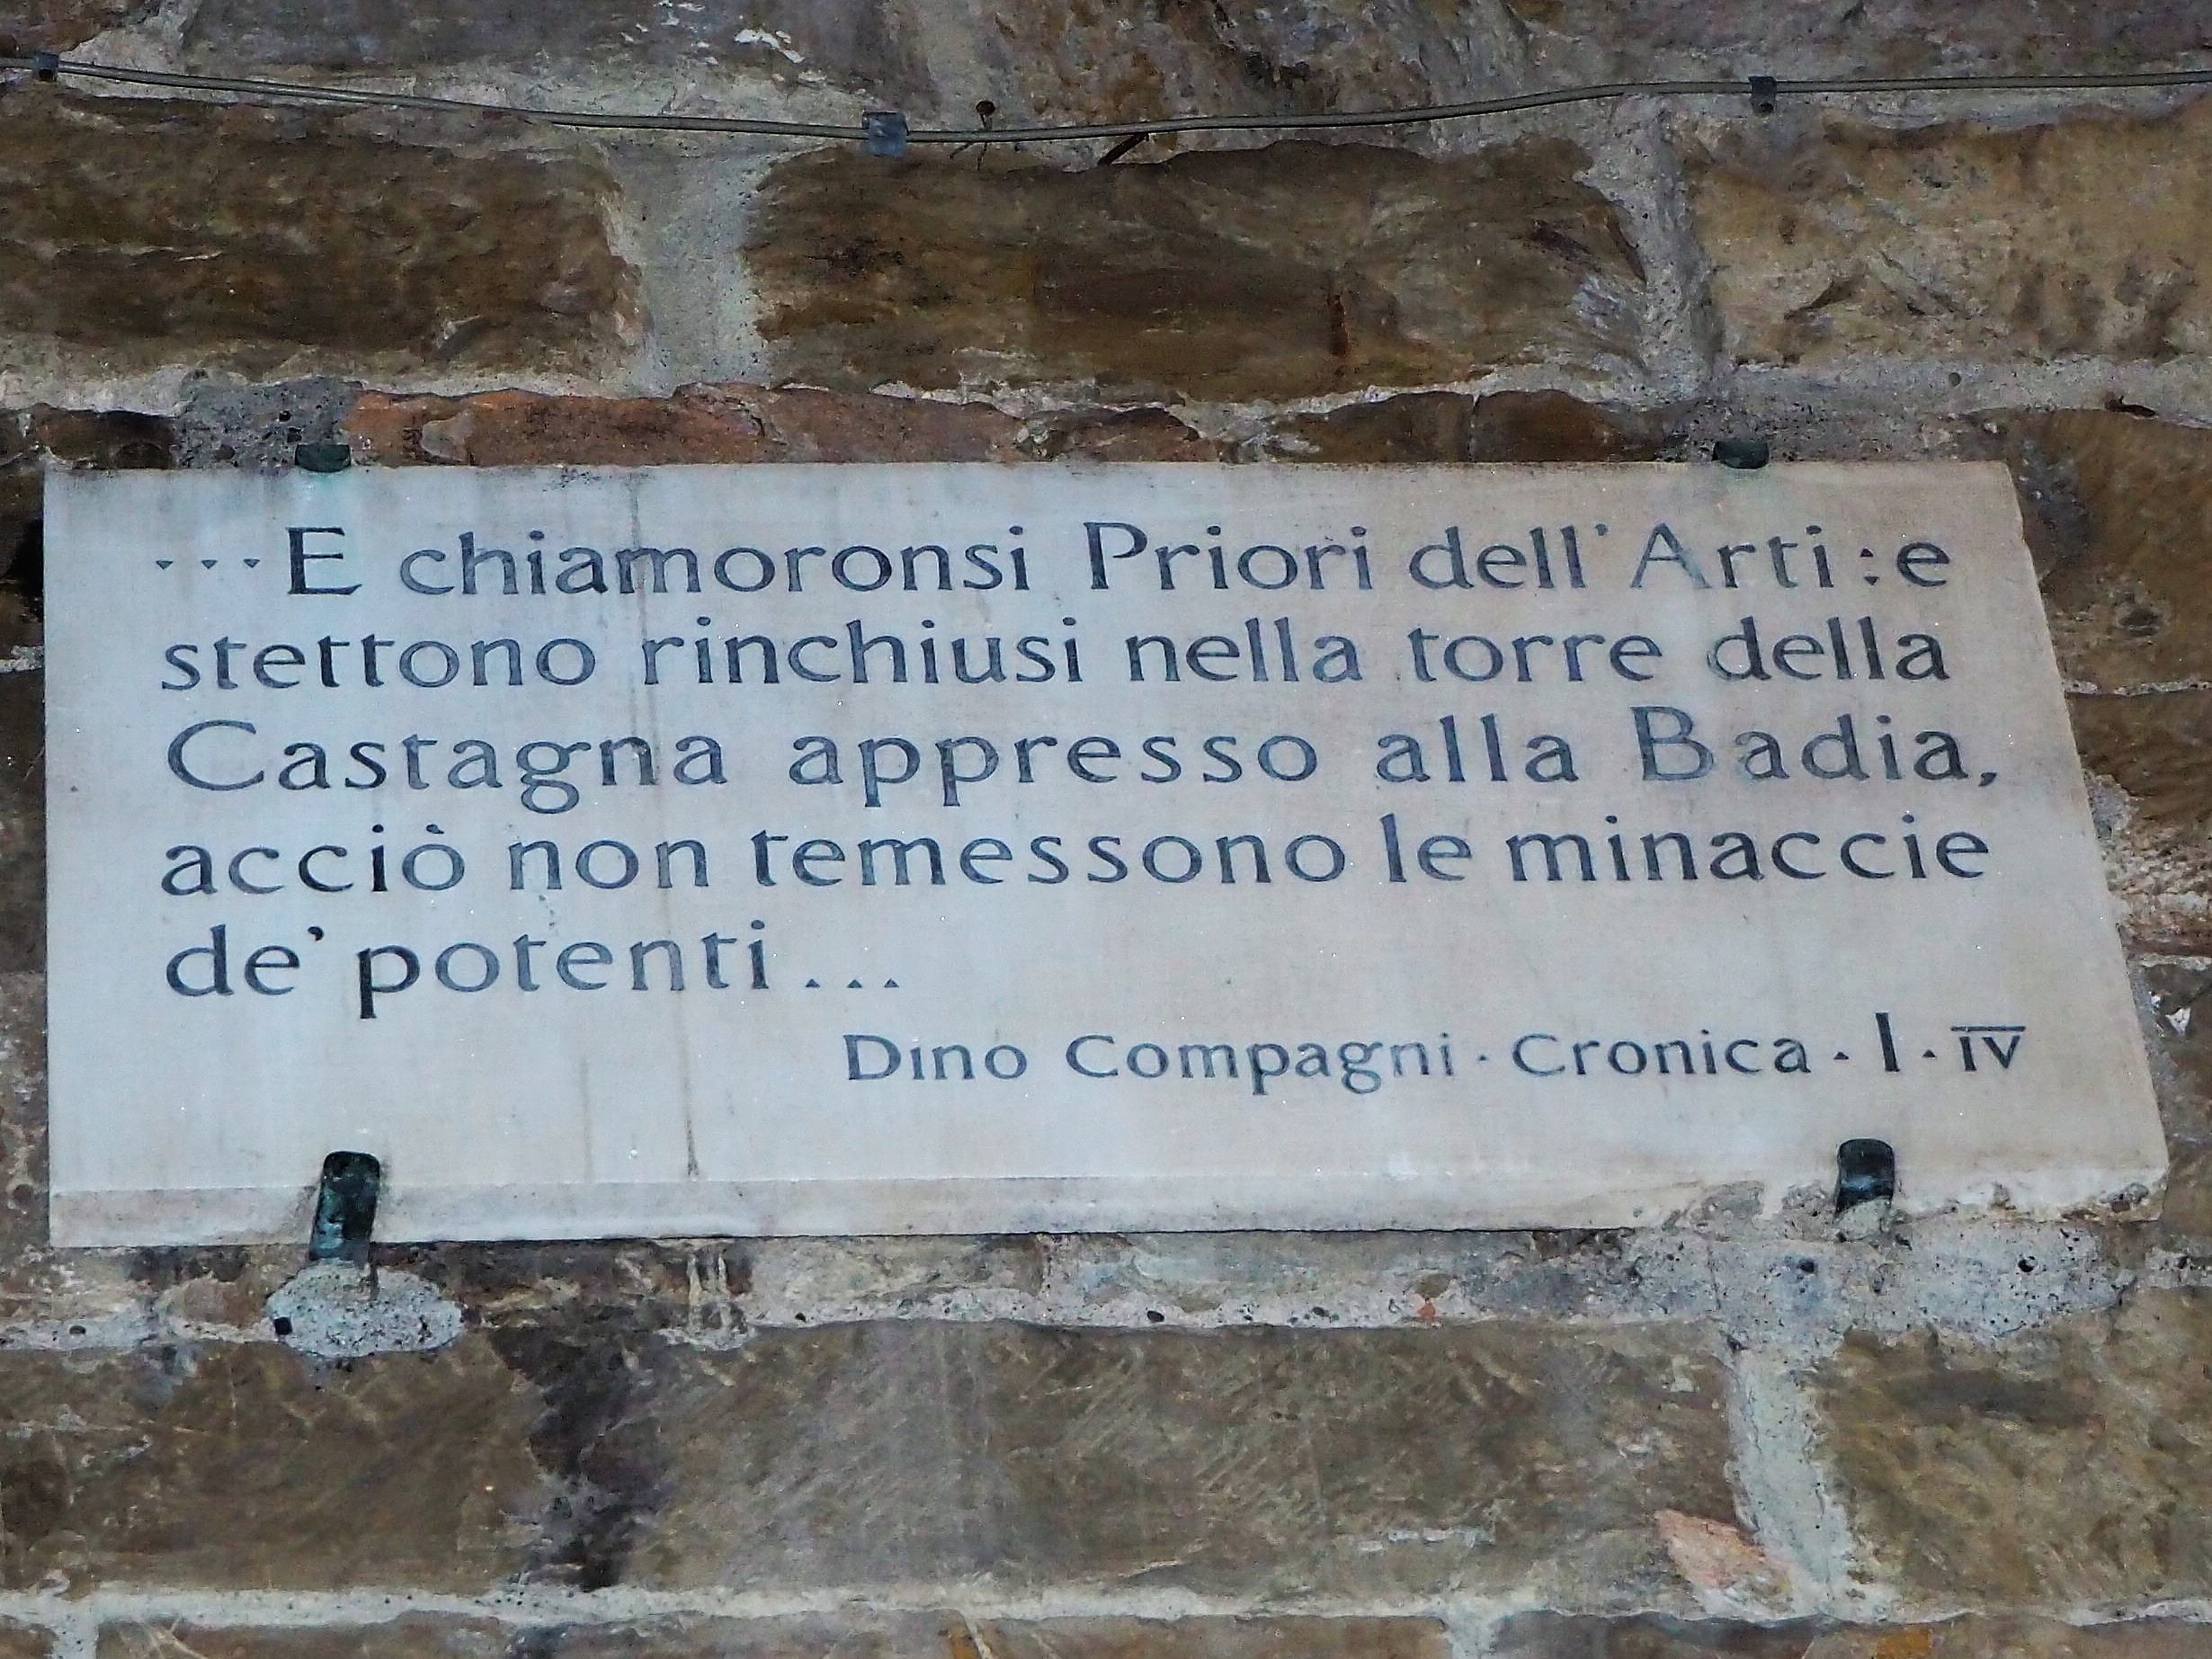 ...E chiamoronsi Priori dell'Arti: e
stettono rinchiusi nella torre della
Castagna appresso alla Badia,
acciò non temessono le minaccie
de' potenti...
Dino Compagni · Cronica · I · IV